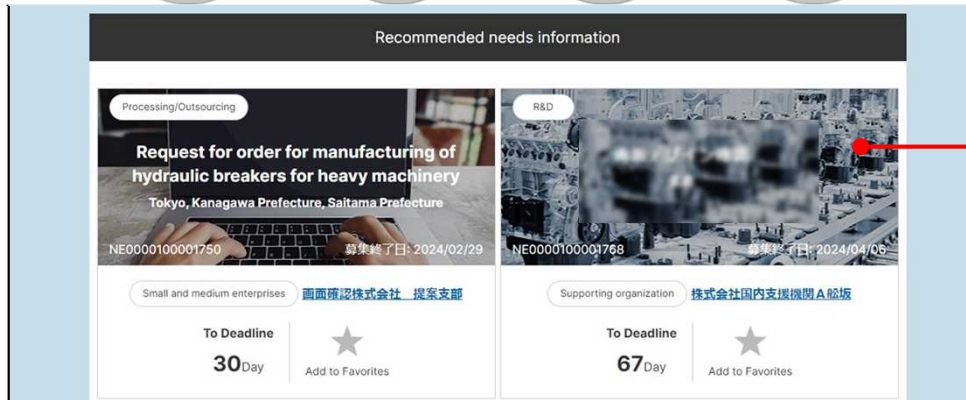 Recommended needs information
Processing/Outsourcing
Request for order for manufacturing of
hydraulic breakers for heavy machinery
Tokyo, Kanagawa Prefecture, Saitama Prefecture
NE0000100001750
募集終了日: 2024/02/29
Small and medium enterprises
画面確認株式会社　提案支部
To Deadline
30Day
Add to Favorites
R&D
NE0000100001768
募集終了日: 2024/04/06
Supporting organization
株式会社国内支援機関A舩坂
To Deadline
67Day
Add to Favorites